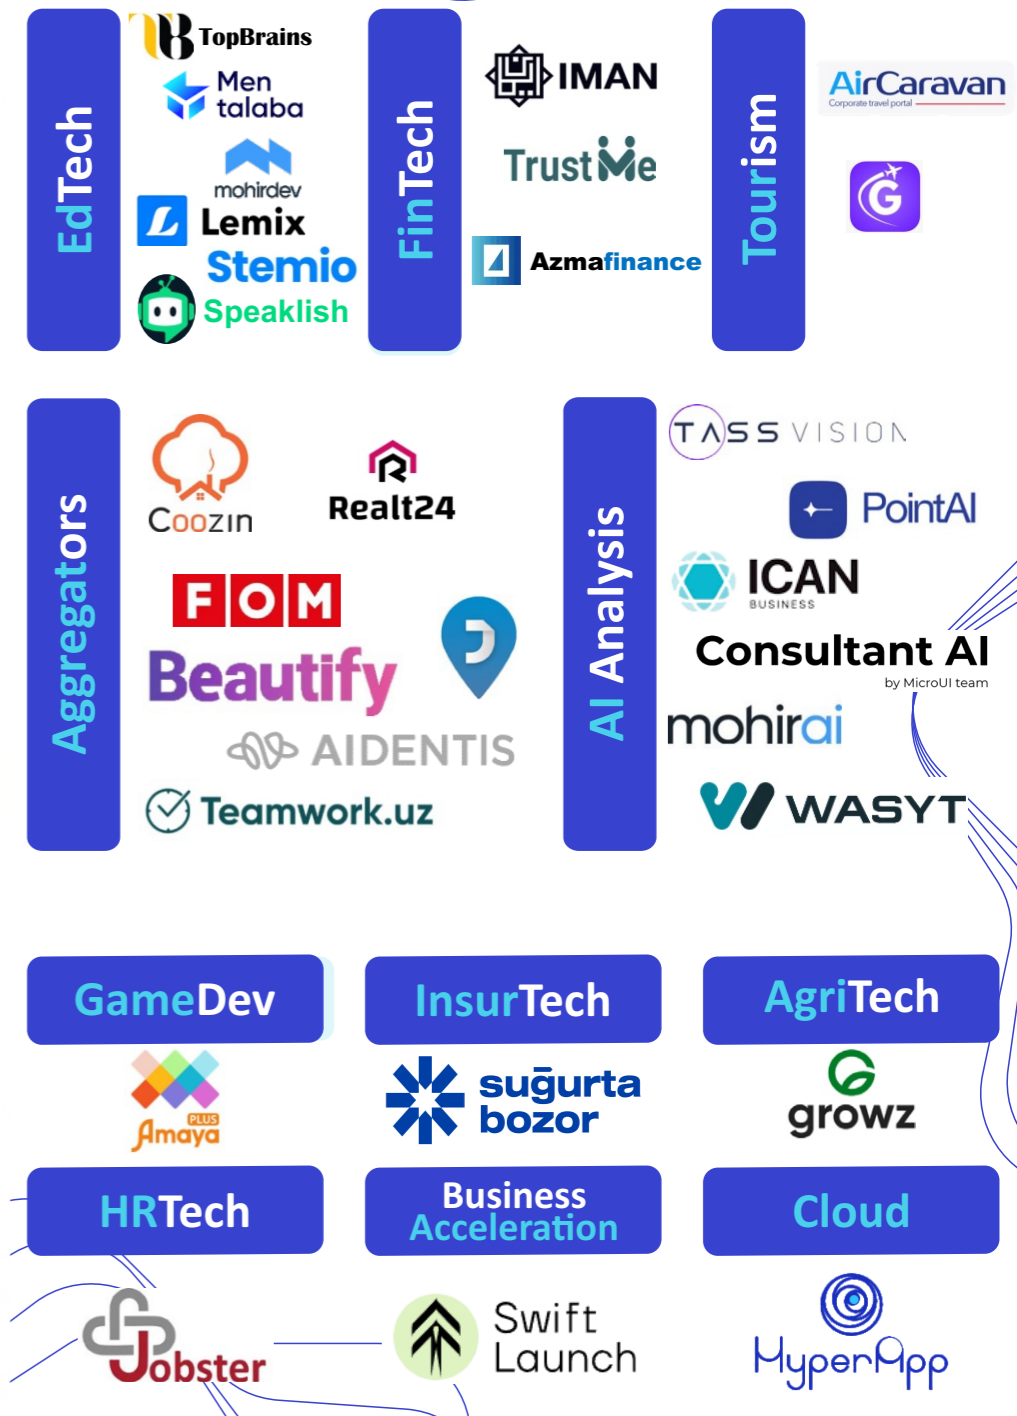 EdTech
TopBrains
Men
talaba
mohirdev
L Lemix
Stemio
Speaklish
FinTech
IMAN
TrustMe
Azmafinance
Tourism
AirCaravan
Corporate travel portal
G
Aggregators
Coozin
R
Realt24
FOM
Beautify
AIDENTIS
Teamwork.uz
AI Analysis
TASS VISION
PointAI
ICAN
BUSINESS
Consultant AI
by MicroUI team
mohirai
WASYT
GameDev
PLUS
Amaya
InsurTech
suḡurta
bozor
AgriTech
growz
HRTech
Jobster
Business
Acceleration
Swift
Launch
Cloud
HyperApp